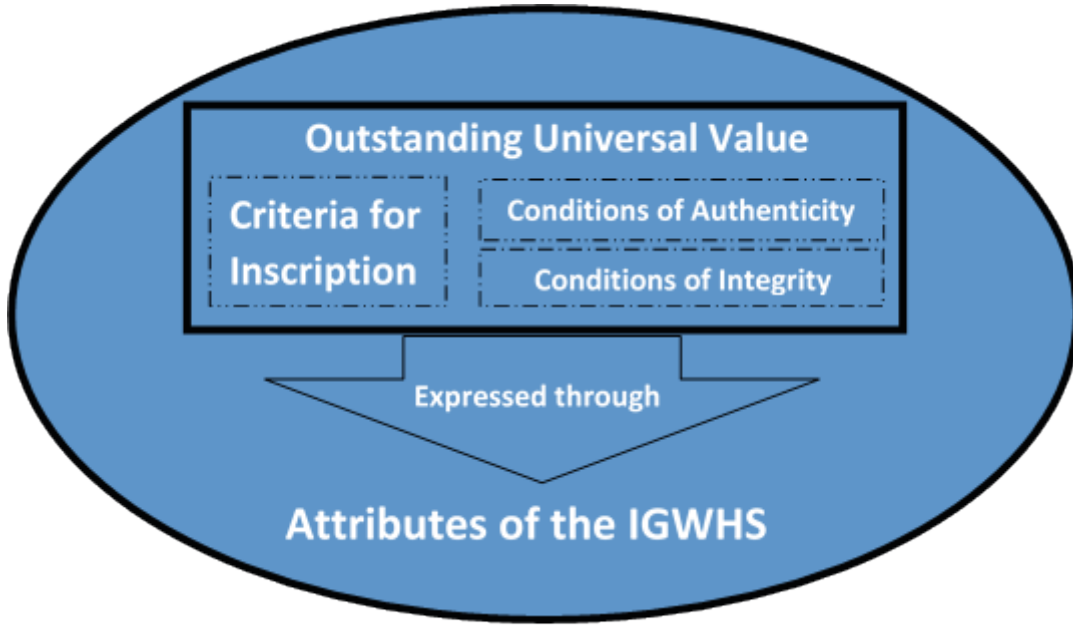 Outstanding Universal Value
Criteria for
Inscription
Conditions of Authenticity
Conditions of Integrity
Expressed through
Attributes of the IGWHS